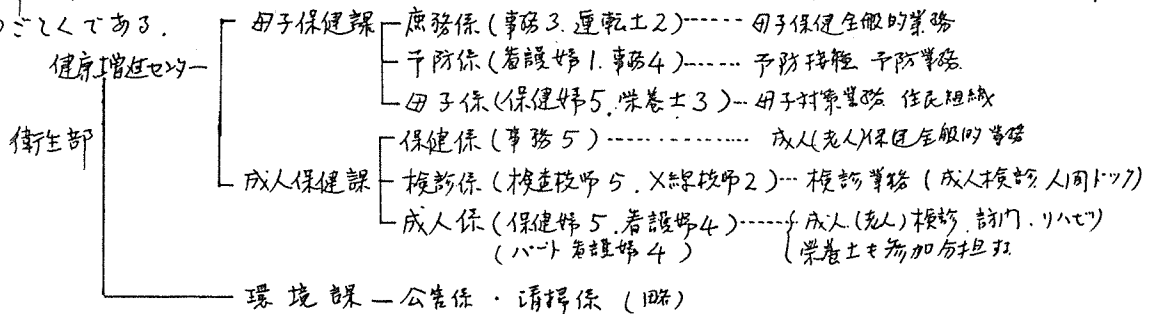 ごとくである.
母子保健課 庶務係(事務3.運転士2)…… 母子保健全般的業務
健康増進センター
予防係(看護婦1.事務4)…… 予防接種 予防業務.
母子係(保健婦5.栄養士3)… 母子対策業務 住民組織
衛生部
保健係(事務5)…………… 成人(老人)保健全般的業務
成人保健課 検診係(検査技師5.X線技師2)… 検診業務(成人検診.人間ドック)
成人係(保健婦5.看護婦4)…… 成人(老人)検診.訪問.リハビリ
(パート看護婦4) 栄養士も参加分担する
環境課 — 公害係・清掃係(略)